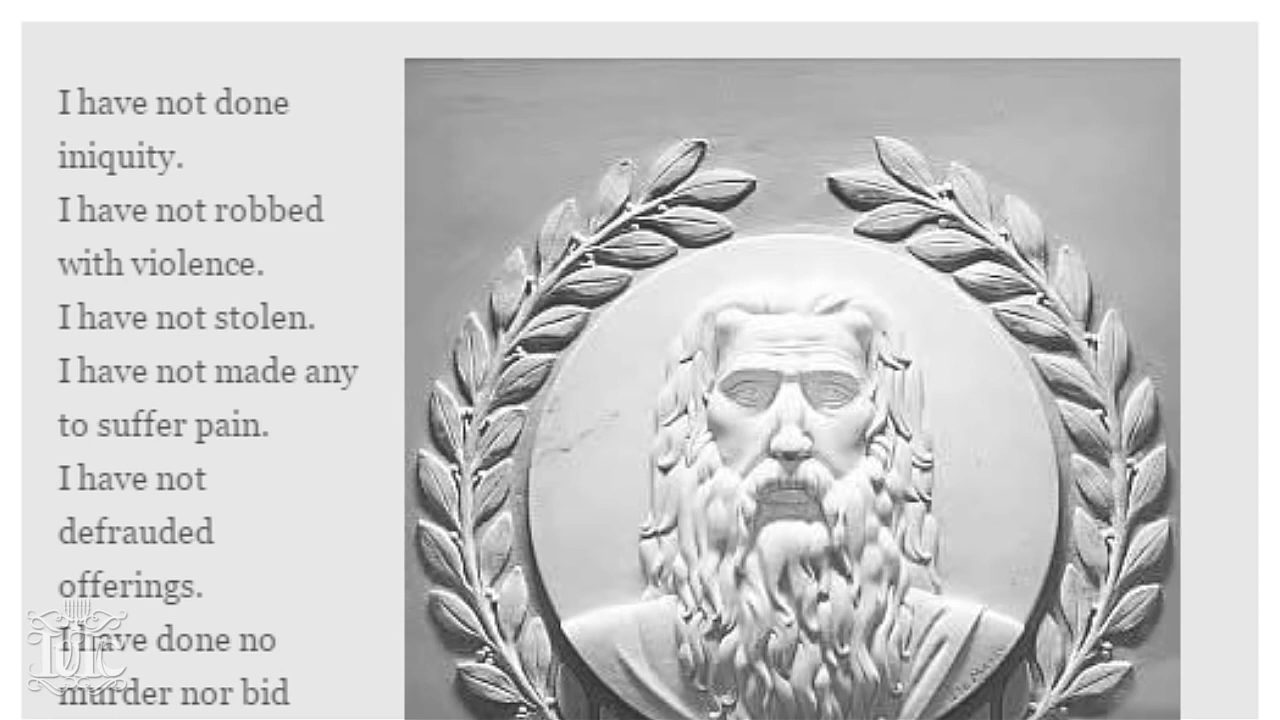 I have not done
iniquity.
I have not robbed
with violence.
I have not stolen.
I have not made any
to suffer pain.
I have not
defrauded
offerings.
I have done no
murder nor bid